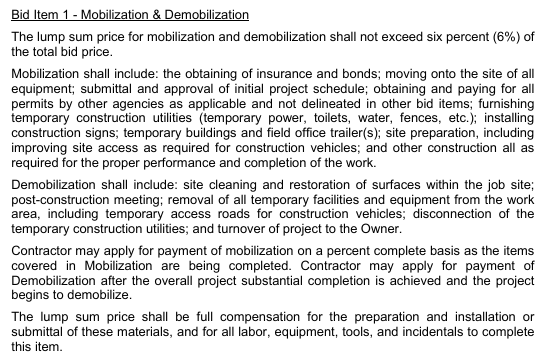 Bid Item 1 - Mobilization & Demobilization
The lump sum price for mobilization and demobilization shall not exceed six percent (6%) of
the total bid price.
Mobilization shall include: the obtaining of insurance and bonds; moving onto the site of all
equipment; submittal and approval of initial project schedule; obtaining and paying for all
permits by other agencies as applicable and not delineated in other bid items; furnishing
temporary construction utilities (temporary power, toilets, water, fences, etc.); installing
construction signs; temporary buildings and field office trailer(s); site preparation, including
improving site access as required for construction vehicles; and other construction all as
required for the proper performance and completion of the work.
Demobilization shall include: site cleaning and restoration of surfaces within the job site;
post-construction meeting; removal of all temporary facilities and equipment from the work
area, including temporary access roads for construction vehicles; disconnection of the
temporary construction utilities; and turnover of project to the Owner.
Contractor may apply for payment of mobilization on a percent complete basis as the items
covered in Mobilization are being completed. Contractor may apply for payment of
Demobilization after the overall project substantial completion is achieved and the project
begins to demobilize.
The lump sum price shall be full compensation for the preparation and installation or
submittal of these materials, and for all labor, equipment, tools, and incidentals to complete
this item.